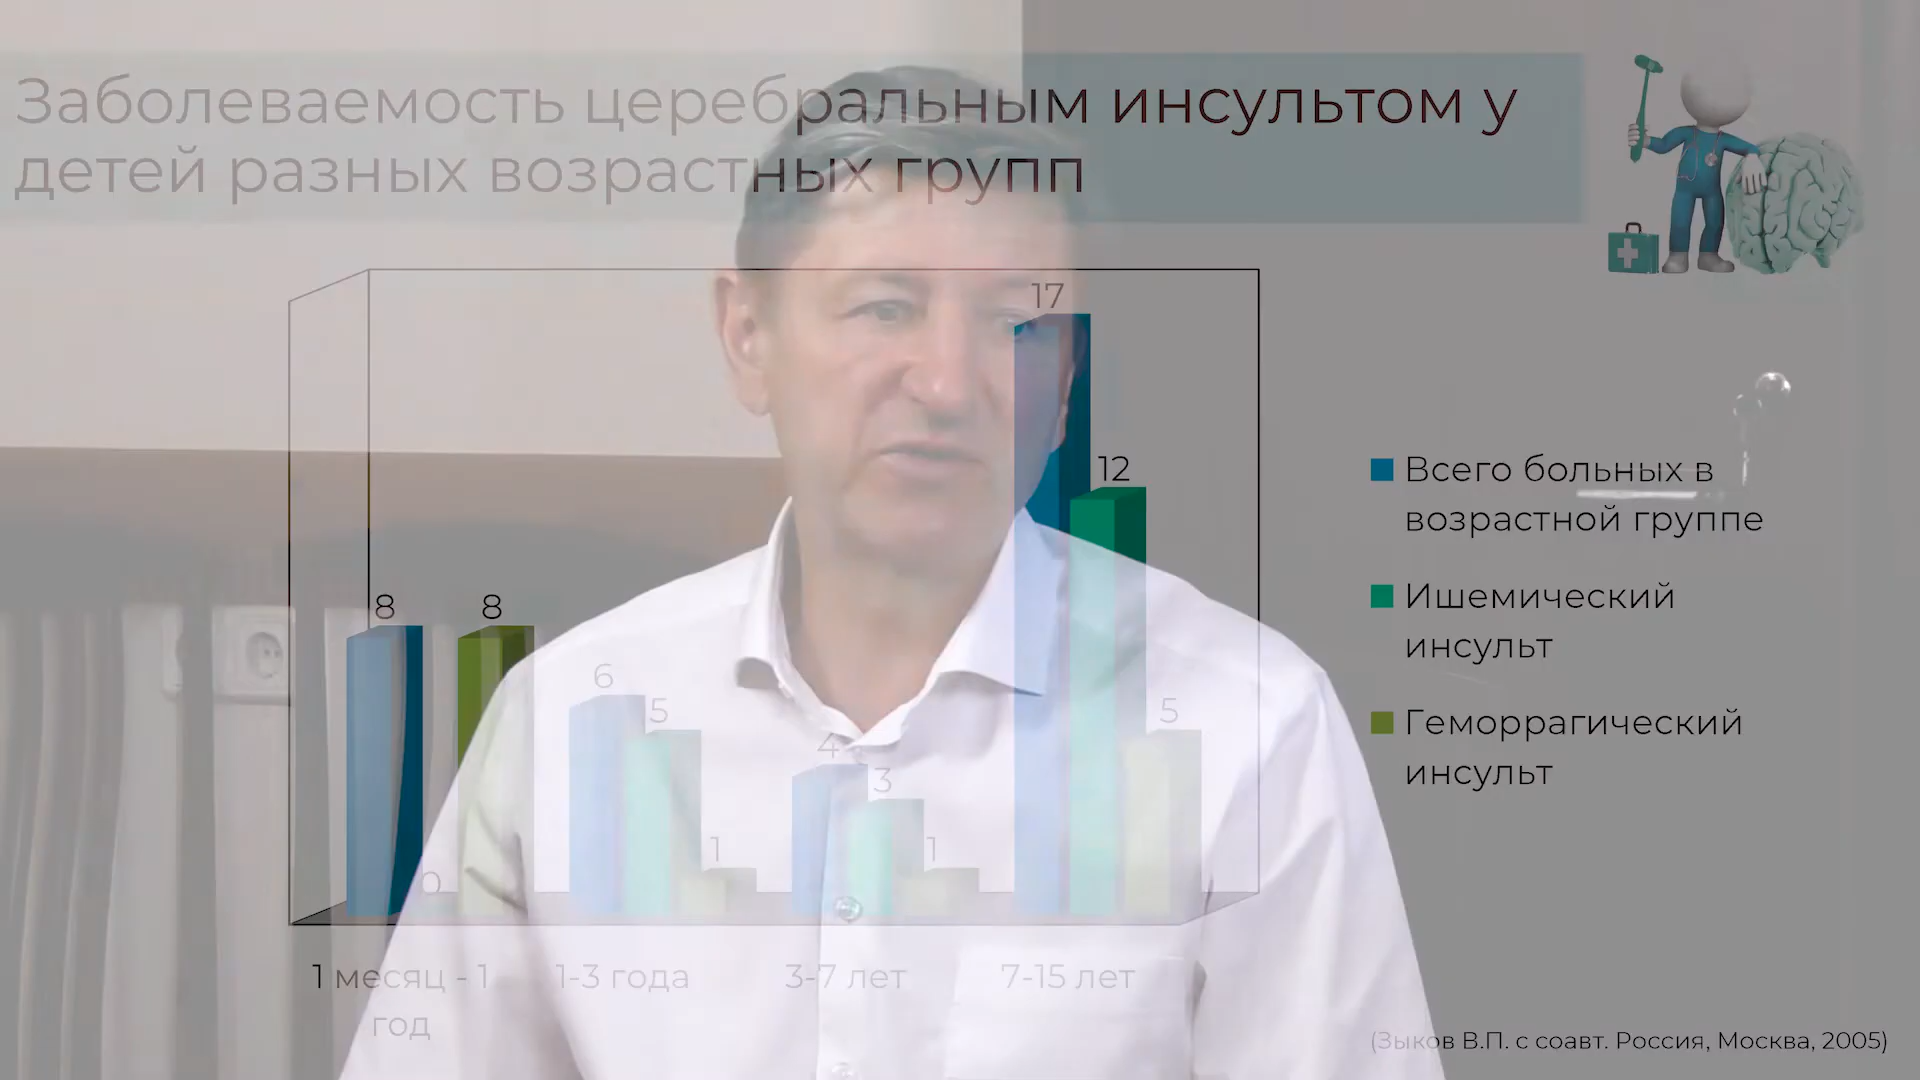 Заболеваемость церебральным инсультом у
детей разных возрастных групп
17
12
8
8
6
5
5
4
3
1
1
0
1 месяц - 1
год
1-3 года
3-7 лет
7-15 лет
Всего больных в
возрастной группе
Ишемический
инсульт
Геморрагический
инсульт
(Зыков В.П. с соавт. Россия, Москва, 2005)